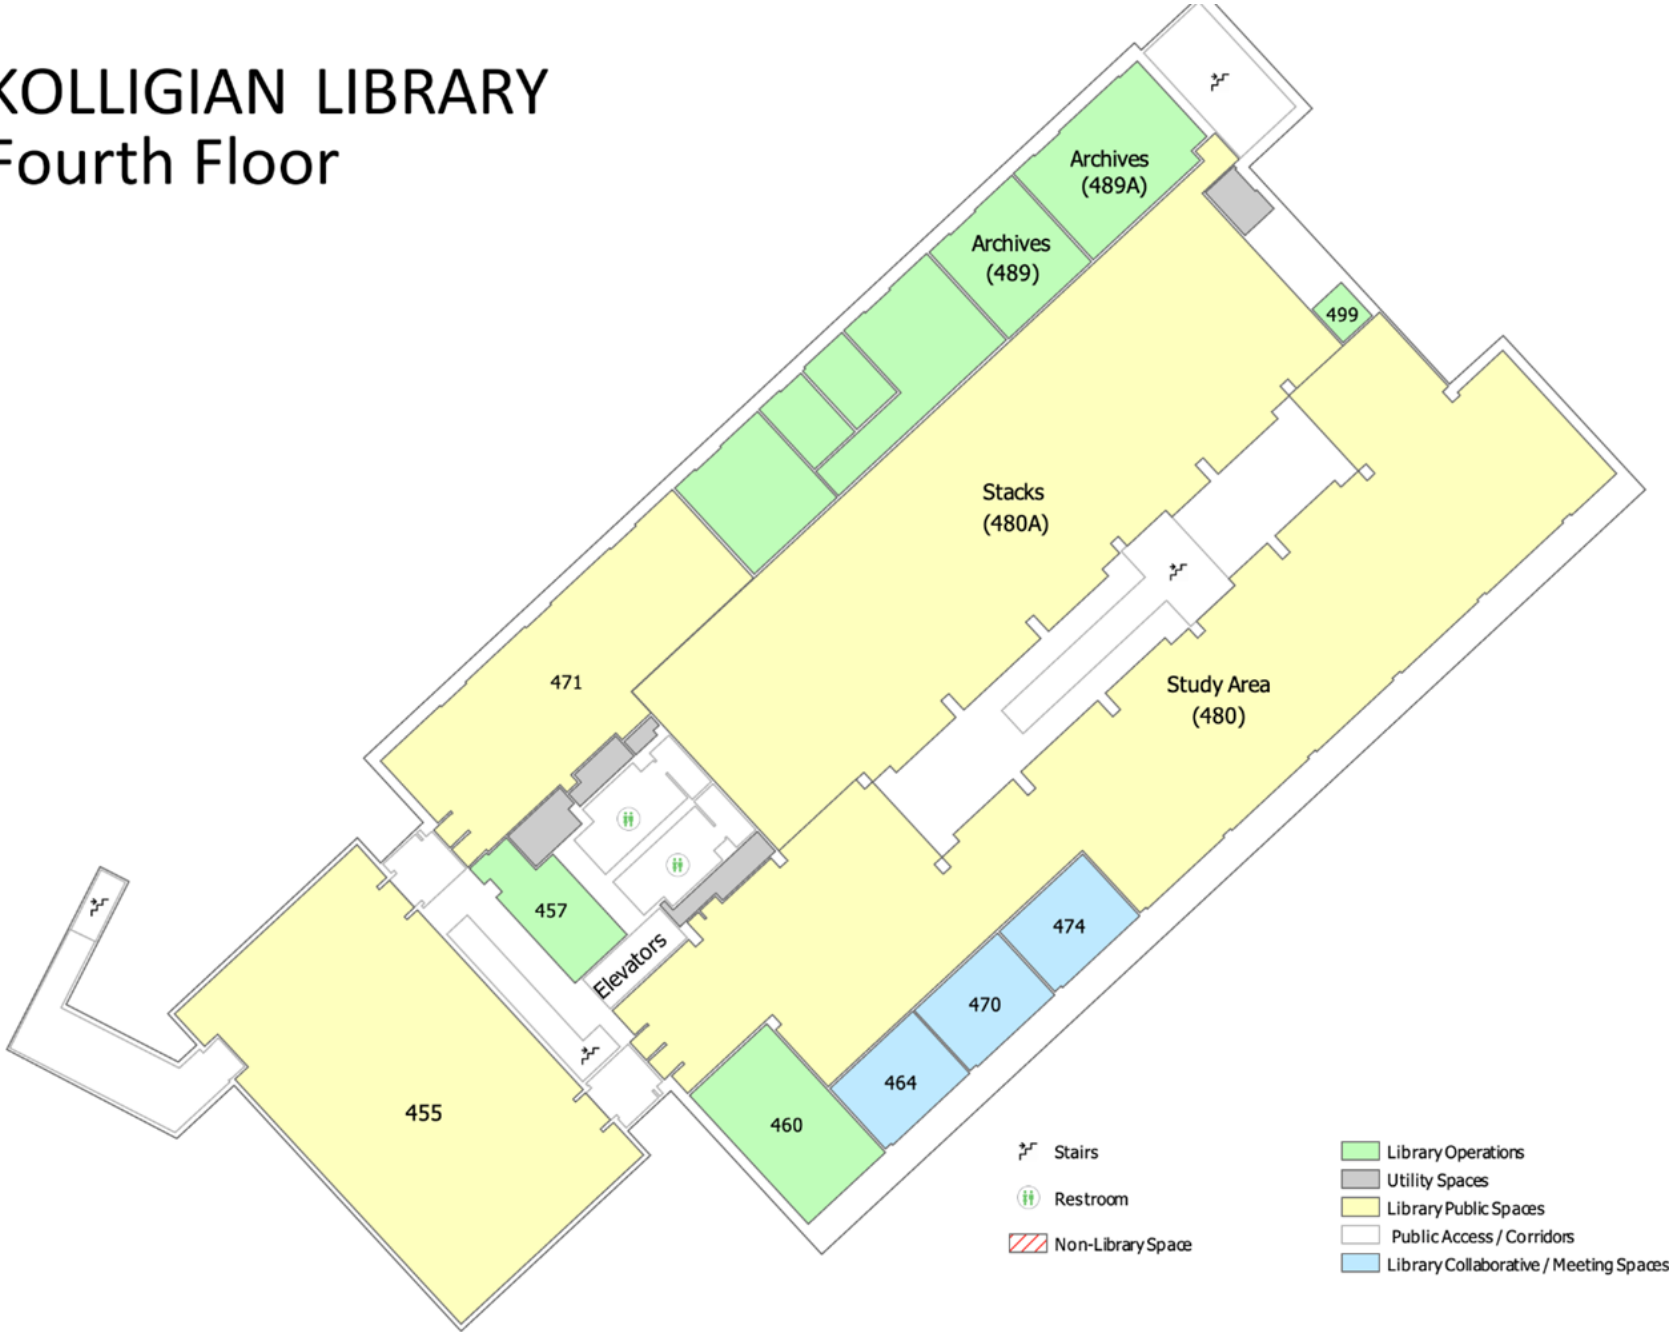 KOLLIGIAN LIBRARY
Fourth Floor
Archives
(489A)
Archives
(489)
499
Stacks
(480A)
471
Study Area
(480)
457
Elevators
474
470
464
460
455
Stairs
Restroom
Non-Library Space
Library Operations
Utility Spaces
Library Public Spaces
Public Access / Corridors
Library Collaborative / Meeting Spaces